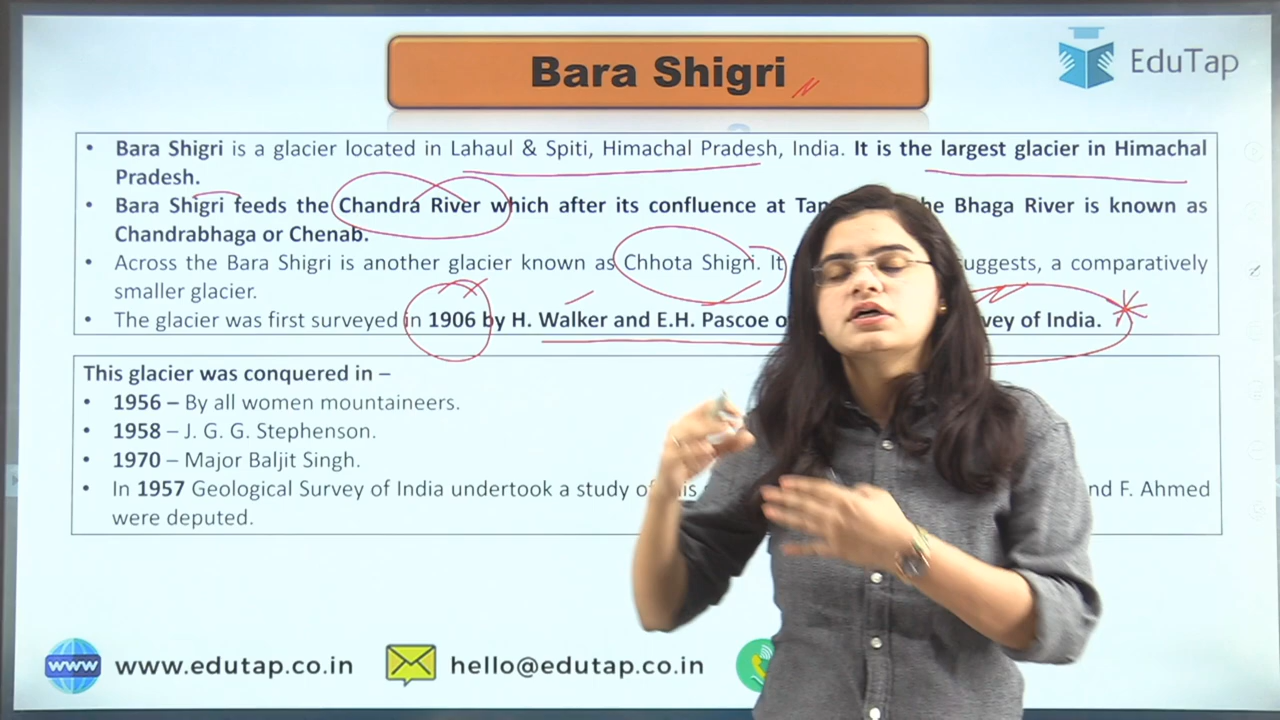 Bara Shigri
EduTap
• Bara Shigri is a glacier located in Lahaul & Spiti, Himachal Pradesh, India. It is the largest glacier in Himachal
Pradesh.
• Bara Shigri feeds the Chandra River which after its confluence at Bhaga River is known as
Chandrabhaga or Chenab.
• Across the Bara Shigri is another glacier known as Chhota Shigri. It suggests, a comparatively
smaller glacier.
• The glacier was first surveyed in 1906 by H. Walker and E.H. Pascoe of India.
This glacier was conquered in –
• 1956 – By all women mountaineers.
• 1958 – J. G. G. Stephenson.
• 1970 – Major Baljit Singh.
• In 1957 Geological Survey of India undertook a study F. Ahmed
were deputed.
www www.edutap.co.in hello@edutap.co.in